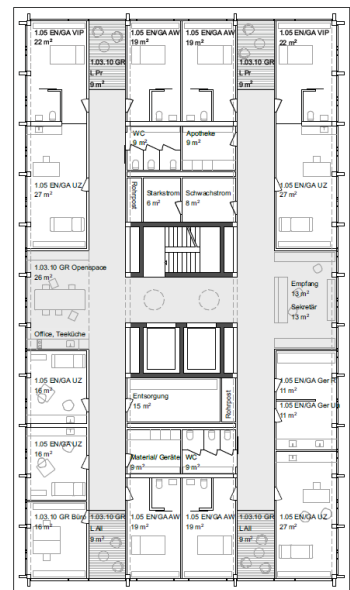 1.05 EN/GA VIP
22 m²
1.03.10 GR
L Pr
9 m²
1.05 EN/GA AW
19 m²
1.05 EN/GA AW
19 m²
1.03.10 GR
L Pr
9 m²
1.05 EN/GA VIP
22 m²
WC
9 m²
Apotheke
9 m²
1.05 EN/GA UZ
27 m²
Rohrpost
Starkstrom
6 m²
Schwachstrom
8 m²
1.05 EN/GA UZ
27 m²
1.03.10 GR Openspace
26 m²
Empfang
13 m²
Sekretär
13 m²
Office, Teeküche
1.05 EN/GA UZ
16 m²
Entsorgung
15 m²
Rohrpost
1.05 EN/GA Ger R
11 m²
1.05 EN/GA Ger Us
11 m²
1.05 EN/GA UZ
16 m²
Material/ Geräte
9 m²
WC
9 m²
1.03.10 GR Büro
16 m²
1.03.10 GR
L All
9 m²
1.05 EN/GA AW
19 m²
1.05 EN/GA AW
19 m²
1.03.10 GR
L All
9 m²
1.05 EN/GA UZ
27 m²